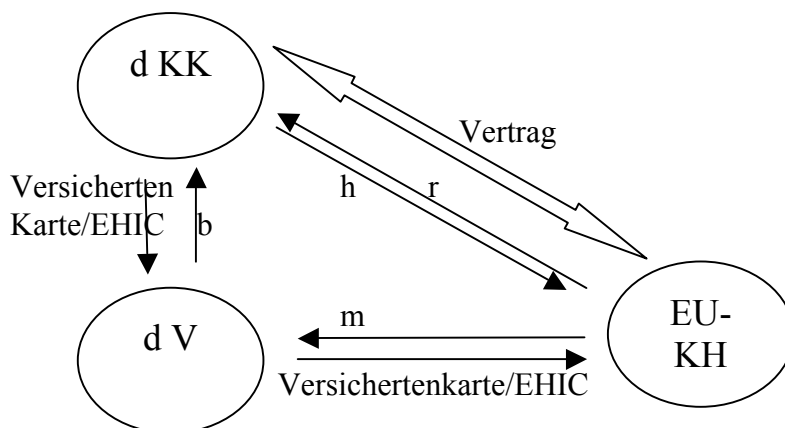 d KK
Vertrag
Versicherten
Karte/EHIC b
h r
m
d V
EU-
KH
Versichertenkarte/EHIC